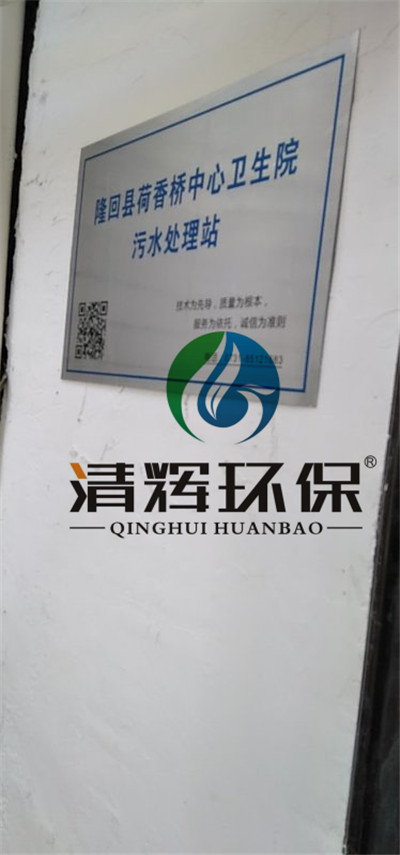 隆回县荷香桥中心卫生院
污水处理站
技术为先导，质量为根本，
服务为依托，诚信为准则
清辉环保®
QINGHUI HUANBAO